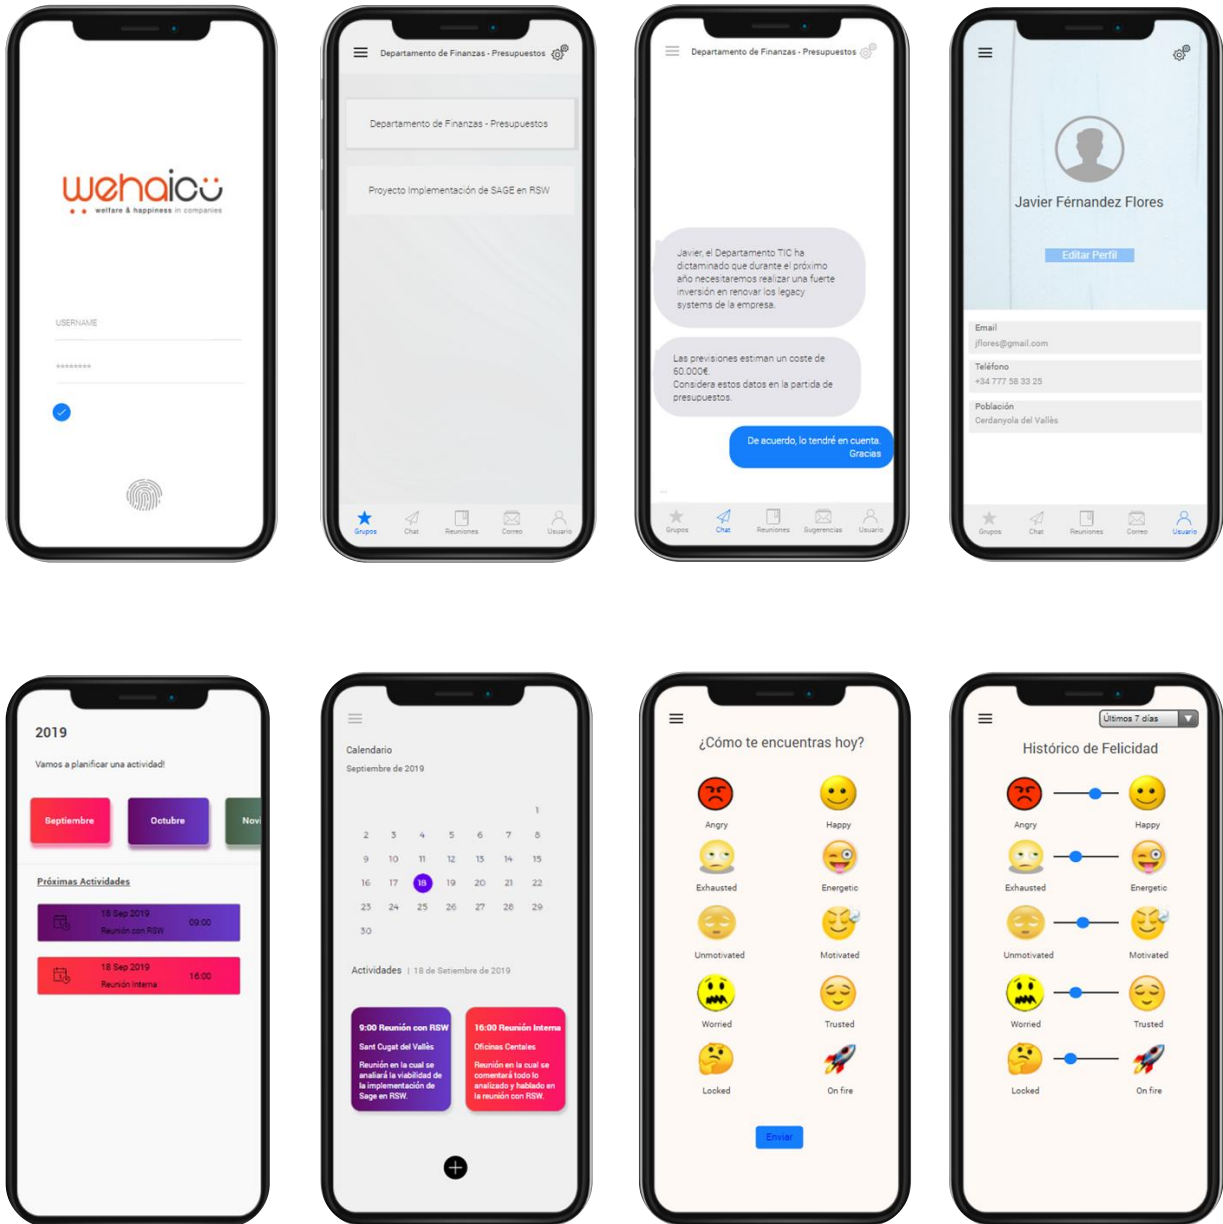 wehaicü
welfare & happiness in companies
USERNAME
********
Departamento de Finanzas - Presupuestos
Departamento de Finanzas - Presupuestos
Proyecto Implementación de SAGE en RSW
Grupos Chat Reuniones Correo Usuario
Departamento de Finanzas - Presupuestos
Javier, el Departamento TIC ha
dictaminado que durante el próximo
año necesitaremos realizar una fuerte
inversión en renovar los legacy
systems de la empresa.
Las previsiones estiman un coste de
60.000€.
Considera estos datos en la partida de
presupuestos.
De acuerdo, lo tendré en cuenta.
Gracias
...
Grupos Chat Reuniones Sugerencias Usuario
Javier Férnandez Flores
Editar Perfil
Email
jflores@gmail.com
Teléfono
+34 777 58 33 25
Población
Cerdanyola del Vallès
Grupos Chat Reuniones Correo Usuario
2019
Vamos a planificar una actividad!
Septiembre Octubre Novi
Próximas Actividades
18 Sep 2019
Reunión con RSW
09:00
18 Sep 2019
Reunión interna
16:00
Calendario
Septiembre de 2019
1
2 3 4 5 6 7 8
9 10 11 12 13 14 15
16 17 18 19 20 21 22
23 24 25 26 27 28 29
30
Actividades | 18 de Setiembre de 2019
9:00 Reunión con RSW
Sant Cugat del Vallès
Reunión en la cual se
analiará la viabilidad de
la implementación de
Sage en RSW.
16:00 Reunión Interna
Oficinas Centales
Reunión en la cual se
comentará todo lo
analizado y hablado en
la reunión con RSW.
¿Cómo te encuentras hoy?
Angry Happy
Exhausted Energetic
Unmotivated Motivated
Worried Trusted
Locked On fire
Enviar
Últimos 7 días
Histórico de Felicidad
Angry Happy
Exhausted Energetic
Unmotivated Motivated
Worried Trusted
Locked On fire